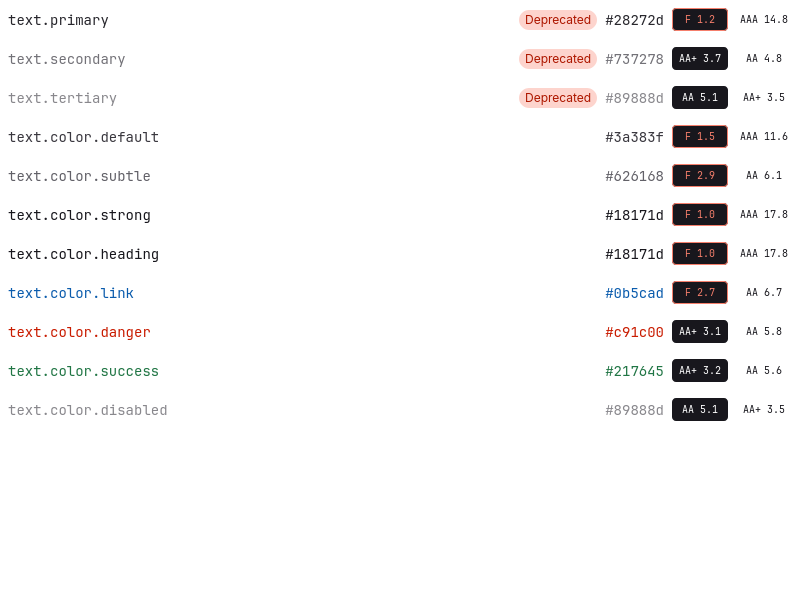 text.primary Deprecated #28272d F 1.2 AAA 14.8
text.secondary Deprecated #737278 AA+ 3.7 AA 4.8
text.tertiary Deprecated #89888d AA 5.1 AA+ 3.5
text.color.default #3a383f F 1.5 AAA 11.6
text.color.subtle #626168 F 2.9 AA 6.1
text.color.strong #18171d F 1.0 AAA 17.8
text.color.heading #18171d F 1.0 AAA 17.8
text.color.link #0b5cad F 2.7 AA 6.7
text.color.danger #c91c00 AA+ 3.1 AA 5.8
text.color.success #217645 AA+ 3.2 AA 5.6
text.color.disabled #89888d AA 5.1 AA+ 3.5